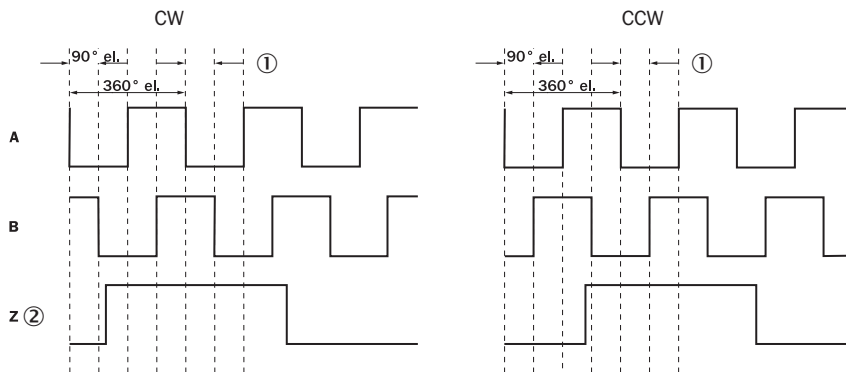 CW CCW
90° el. ① 90° el. ①
360° el. 360° el.
A
B
Z ②